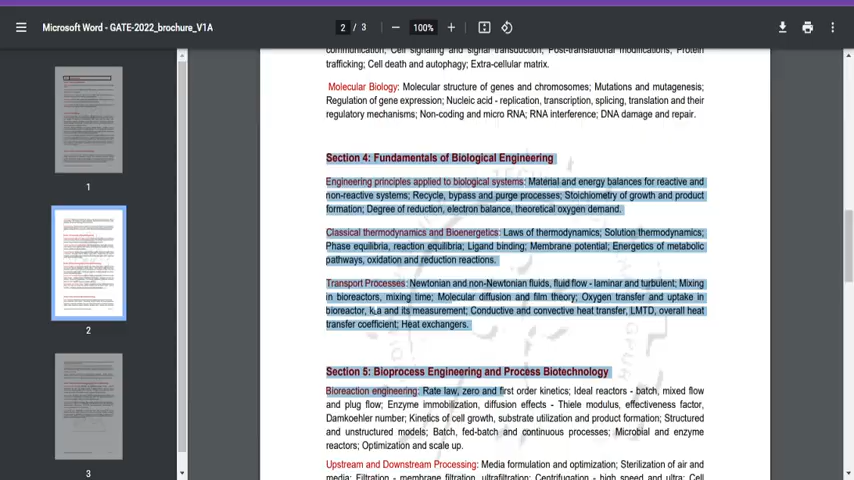 Microsoft Word - GATE-2022_brochure_V1A
2 / 3
100%
communication; Cell signaling and signal transduction; Post-translational modifications; Protein
trafficking; Cell death and autophagy; Extra-cellular matrix.
Molecular Biology: Molecular structure of genes and chromosomes; Mutations and mutagenesis;
Regulation of gene expression; Nucleic acid - replication, transcription, splicing, translation and their
regulatory mechanisms; Non-coding and micro RNA; RNA interference; DNA damage and repair.
Section 4: Fundamentals of Biological Engineering
Engineering principles applied to biological systems: Material and energy balances for reactive and
non-reactive systems; Recycle, bypass and purge processes; Stoichiometry of growth and product
formation; Degree of reduction, electron balance, theoretical oxygen demand.
Classical thermodynamics and Bioenergetics: Laws of thermodynamics; Solution thermodynamics;
Phase equilibria, reaction equilibria; Ligand binding; Membrane potential; Energetics of metabolic
pathways, oxidation and reduction reactions.
Transport Processes: Newtonian and non-Newtonian fluids, fluid flow - laminar and turbulent; Mixing
in bioreactors, mixing time; Molecular diffusion and film theory; Oxygen transfer and uptake in
bioreactor, kLa and its measurement; Conductive and convective heat transfer, LMTD, overall heat
transfer coefficient; Heat exchangers.
Section 5: Bioprocess Engineering and Process Biotechnology
Bioreaction engineering: Rate law, zero and first order kinetics; Ideal reactors - batch, mixed flow
and plug flow; Enzyme immobilization, diffusion effects - Thiele modulus, effectiveness factor,
Damkoehler number; Kinetics of cell growth, substrate utilization and product formation; Structured
and unstructured models; Batch, fed-batch and continuous processes; Microbial and enzyme
reactors; Optimization and scale up.
Upstream and Downstream Processing: Media formulation and optimization; Sterilization of air and
media; Filtration - membrane filtration, ultrafiltration; Centrifugation - high speed and ultra; Cell
1
2
3